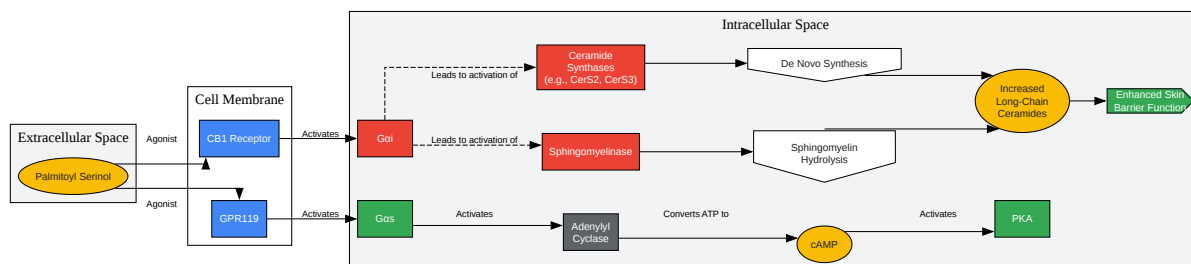 Intracellular Space
Ceramide
Synthases
(e.g., CerS2, CerS3)
De Novo Synthesis
Leads to activation of
Increased
Long-Chain
Ceramides
Enhanced Skin
Barrier Function
Cell Membrane
Extracellular Space
Agonist
CB1 Receptor
Activates
Gαi
Leads to activation of
Sphingomyelinase
Sphingomyelin
Hydrolysis
Palmitoyl Serinol
Agonist
GPR119
Activates
Gαs
Activates
Adenylyl
Cyclase
Converts ATP to
cAMP
Activates
PKA